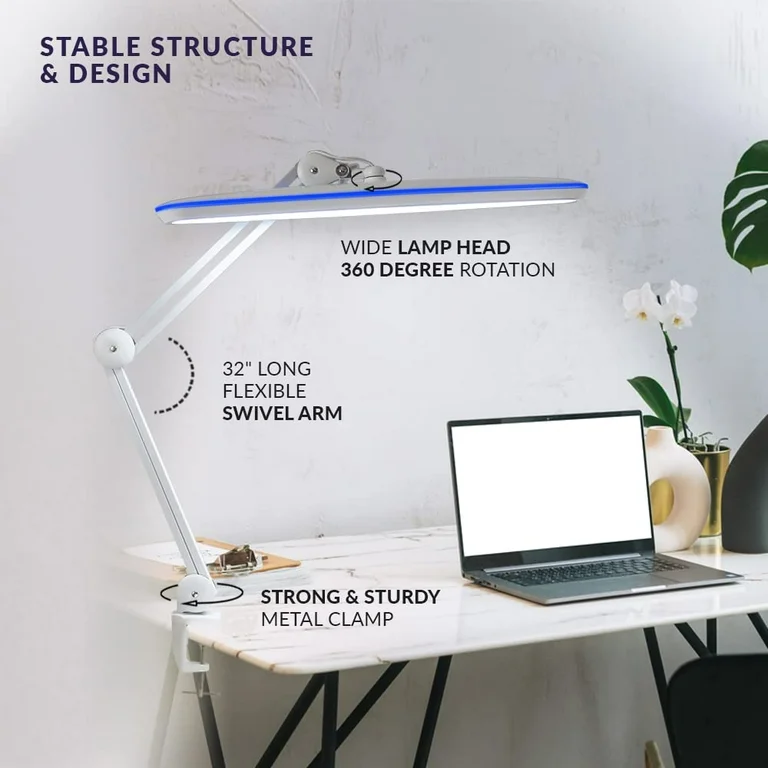 STABLE STRUCTURE
& DESIGN
WIDE LAMP HEAD
360 DEGREE ROTATION
32" LONG
FLEXIBLE
SWIVEL ARM
STRONG & STURDY
METAL CLAMP